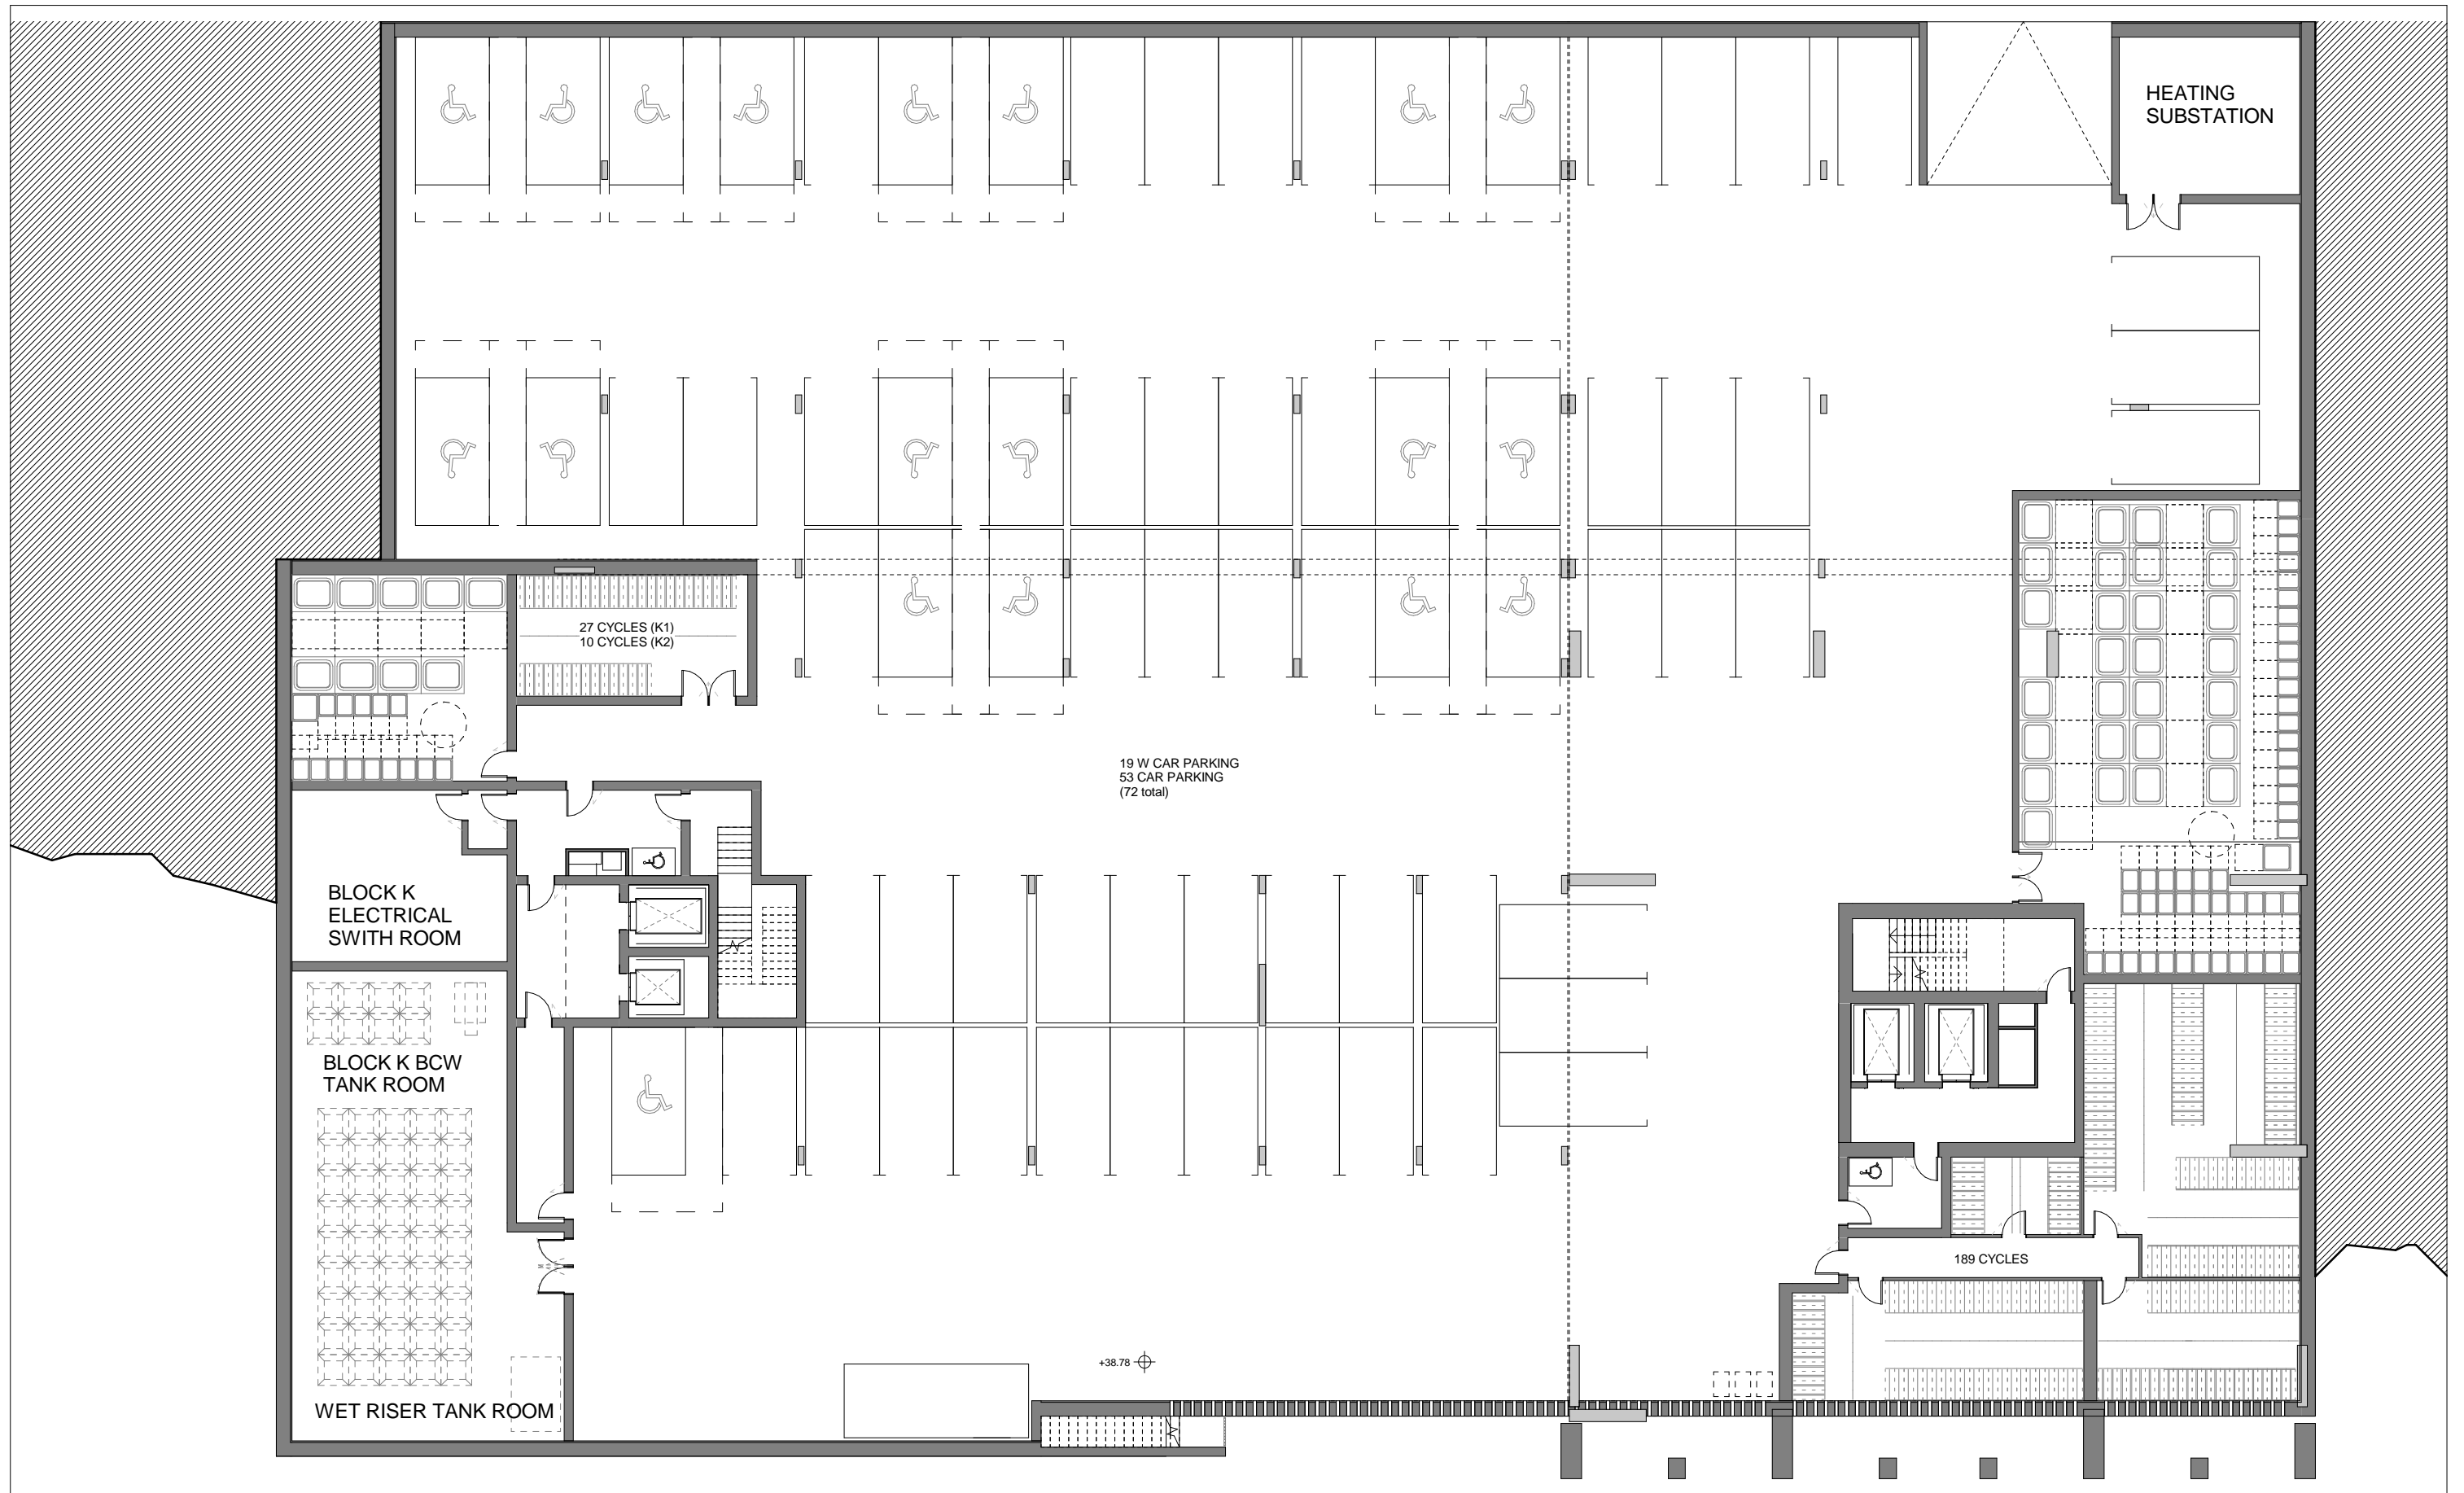 HEATING
SUBSTATION
27 CYCLES (K1)
10 CYCLES (K2)
19 W CAR PARKING
53 CAR PARKING
(72 total)
BLOCK K
ELECTRICAL
SWITH ROOM
BLOCK K BCW
TANK ROOM
189 CYCLES
+38.78
WET RISER TANK ROOM